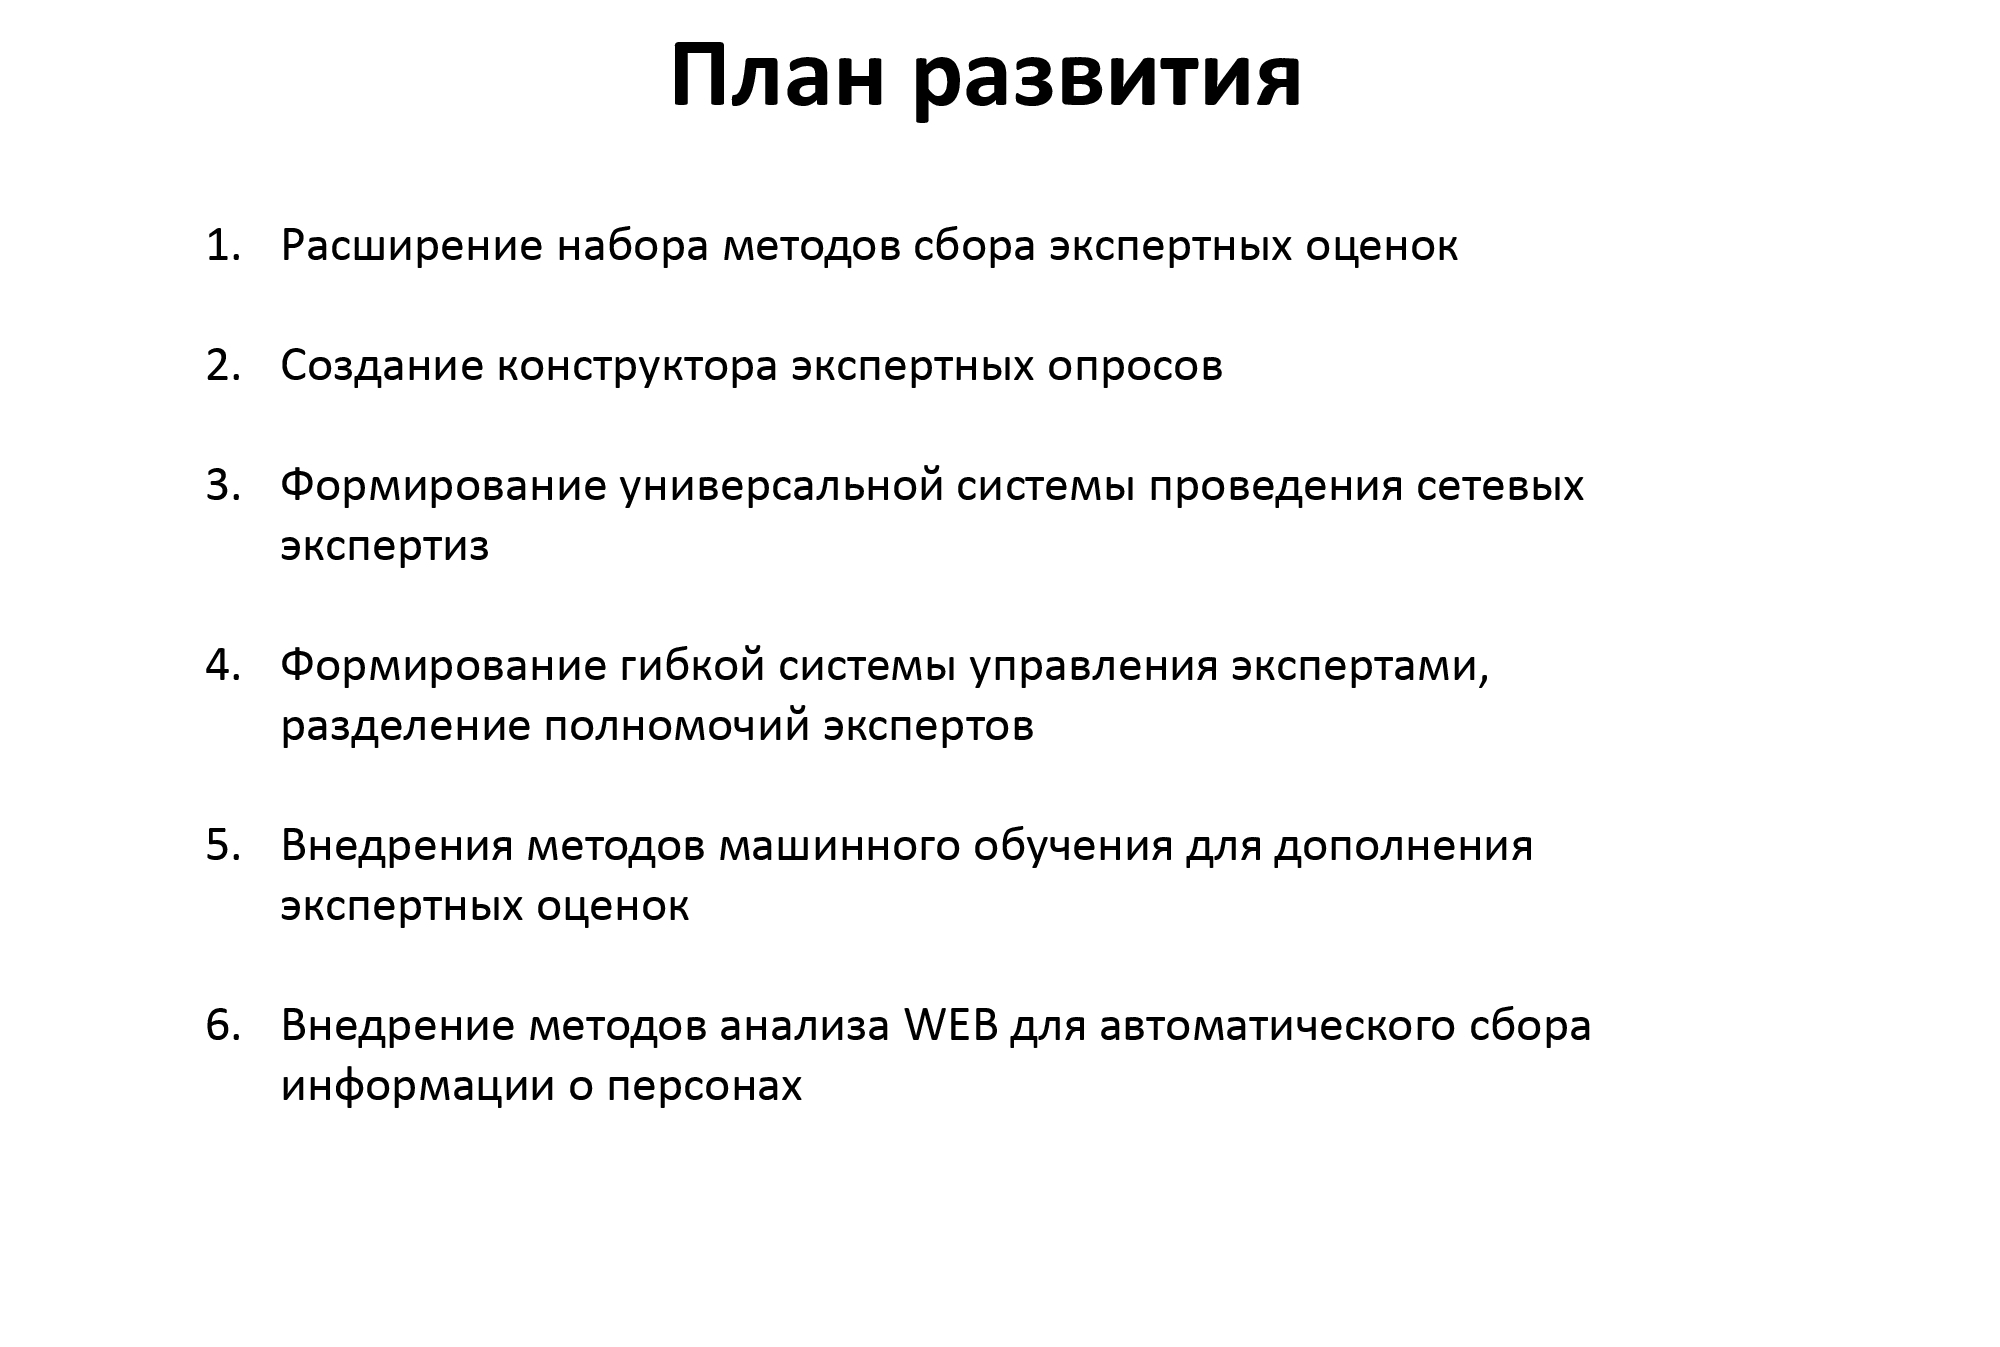 План развития
1. Расширение набора методов сбора экспертных оценок
2. Создание конструктора экспертных опросов
3. Формирование универсальной системы проведения сетевых
экспертиз
4. Формирование гибкой системы управления экспертами,
разделение полномочий экспертов
5. Внедрения методов машинного обучения для дополнения
экспертных оценок
6. Внедрение методов анализа WEB для автоматического сбора
информации о персонах